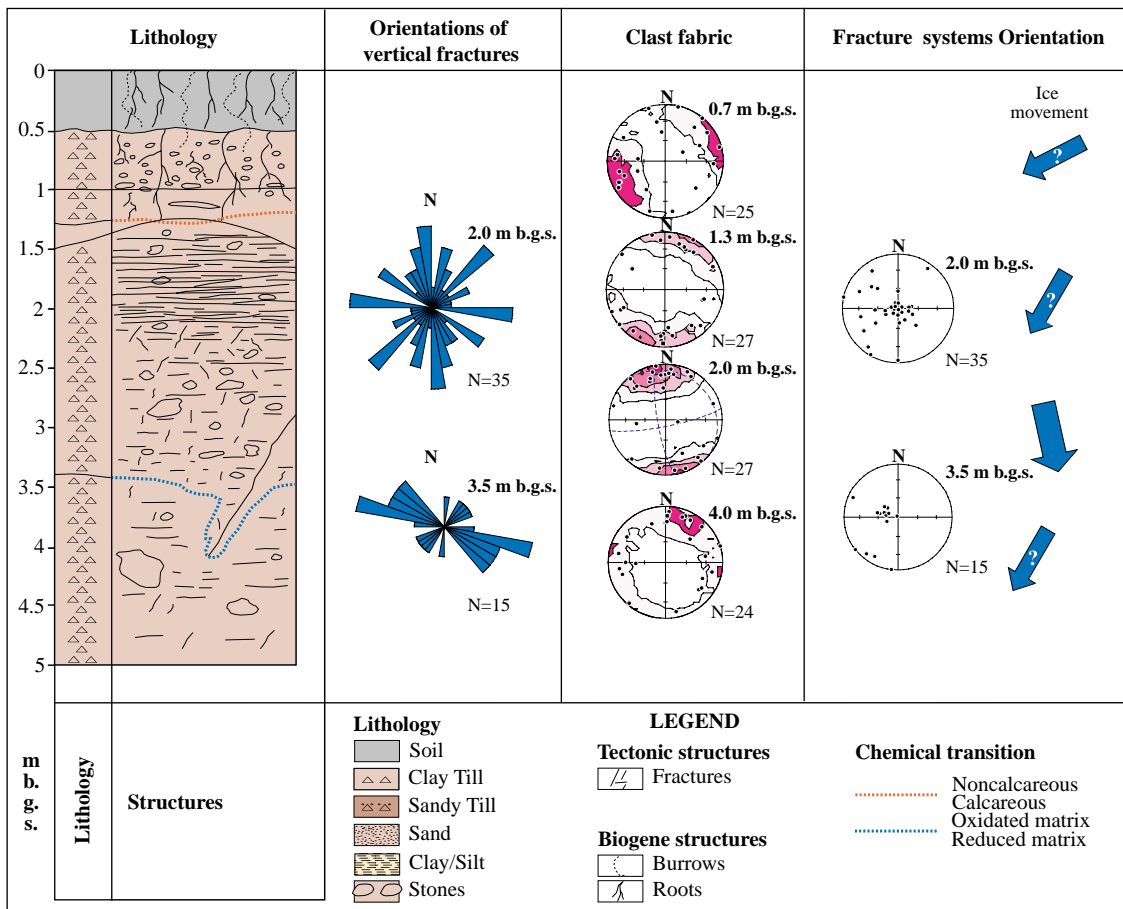 Lithology
Orientations of
vertical fractures
Clast fabric
Fracture systems Orientation
0
0.5
1
1.5
2
2.5
3
3.5
4
4.5
5
N
2.0 m b.g.s.
N=35
N
3.5 m b.g.s.
N=15
N
0.7 m b.g.s.
N=25
N
1.3 m b.g.s.
N=27
N
2.0 m b.g.s.
N=27
N
4.0 m b.g.s.
N=24
Ice
movement
?
N
2.0 m b.g.s.
?
N=35
N
3.5 m b.g.s.
?
N=15
m
b.
g.
s.
Lithology
Structures
LEGEND
Lithology
Soil
Clay Till
Sandy Till
Sand
Clay/Silt
Stones
Tectonic structures
Fractures
Biogene structures
Burrows
Roots
Chemical transition
Noncalcareous
Calcareous
Oxidated matrix
Reduced matrix